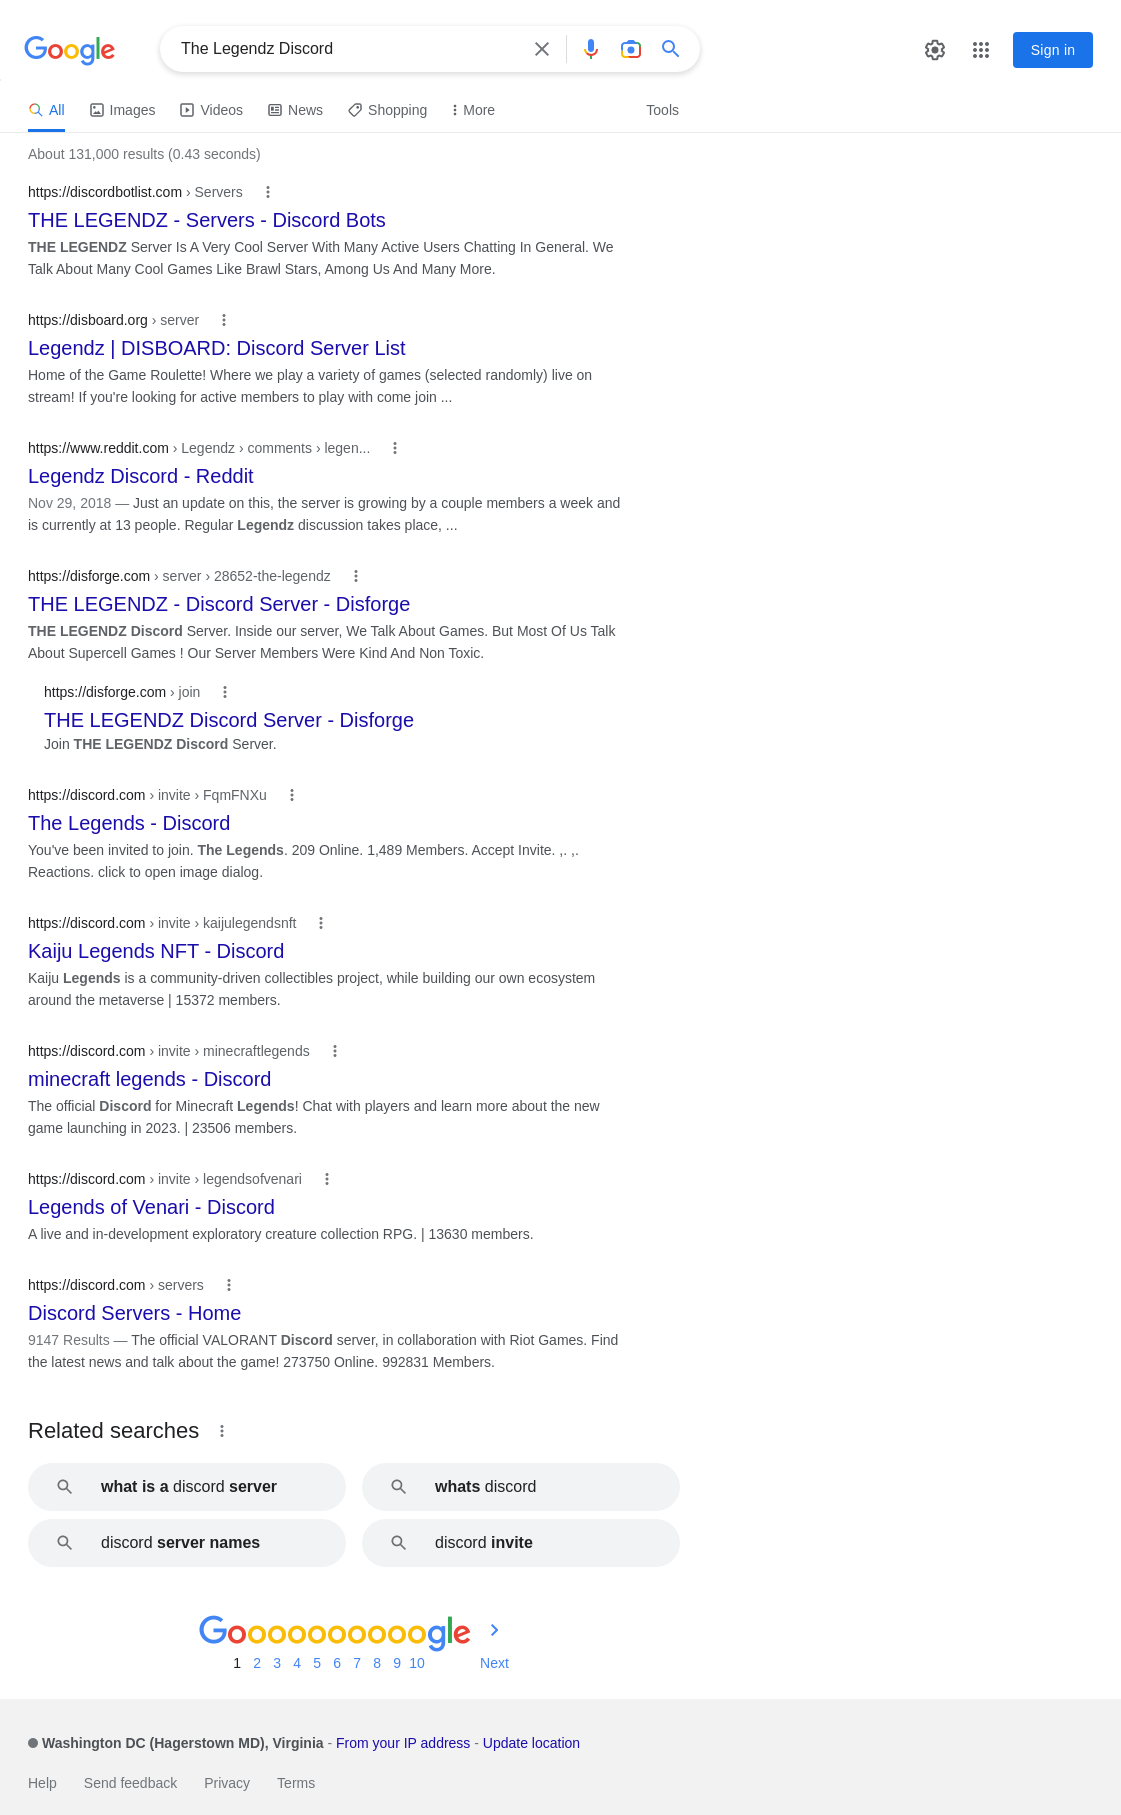 Google
The Legendz Discord
Sign in
All Images Videos News Shopping More Tools
About 131,000 results (0.43 seconds)
https://discordbotlist.com › Servers
THE LEGENDZ - Servers - Discord Bots
THE LEGENDZ Server Is A Very Cool Server With Many Active Users Chatting In General. We
Talk About Many Cool Games Like Brawl Stars, Among Us And Many More.
https://disboard.org › server
Legendz | DISBOARD: Discord Server List
Home of the Game Roulette! Where we play a variety of games (selected randomly) live on
stream! If you're looking for active members to play with come join ...
https://www.reddit.com › Legendz › comments › legen...
Legendz Discord - Reddit
Nov 29, 2018 — Just an update on this, the server is growing by a couple members a week and
is currently at 13 people. Regular Legendz discussion takes place, ...
https://disforge.com › server › 28652-the-legendz
THE LEGENDZ - Discord Server - Disforge
THE LEGENDZ Discord Server. Inside our server, We Talk About Games. But Most Of Us Talk
About Supercell Games ! Our Server Members Were Kind And Non Toxic.
https://disforge.com › join
THE LEGENDZ Discord Server - Disforge
Join THE LEGENDZ Discord Server.
https://discord.com › invite › FqmFNXu
The Legends - Discord
You've been invited to join. The Legends. 209 Online. 1,489 Members. Accept Invite. ,. ,.
Reactions. click to open image dialog.
https://discord.com › invite › kaijulegendsnft
Kaiju Legends NFT - Discord
Kaiju Legends is a community-driven collectibles project, while building our own ecosystem
around the metaverse | 15372 members.
https://discord.com › invite › minecraftlegends
minecraft legends - Discord
The official Discord for Minecraft Legends! Chat with players and learn more about the new
game launching in 2023. | 23506 members.
https://discord.com › invite › legendsofvenari
Legends of Venari - Discord
A live and in-development exploratory creature collection RPG. | 13630 members.
https://discord.com › servers
Discord Servers - Home
9147 Results — The official VALORANT Discord server, in collaboration with Riot Games. Find
the latest news and talk about the game! 273750 Online. 992831 Members.
Related searches
what is a discord server
whats discord
discord server names
discord invite
Goooooooooogle
1 2 3 4 5 6 7 8 9 10 Next
Washington DC (Hagerstown MD), Virginia - From your IP address - Update location
Help Send feedback Privacy Terms